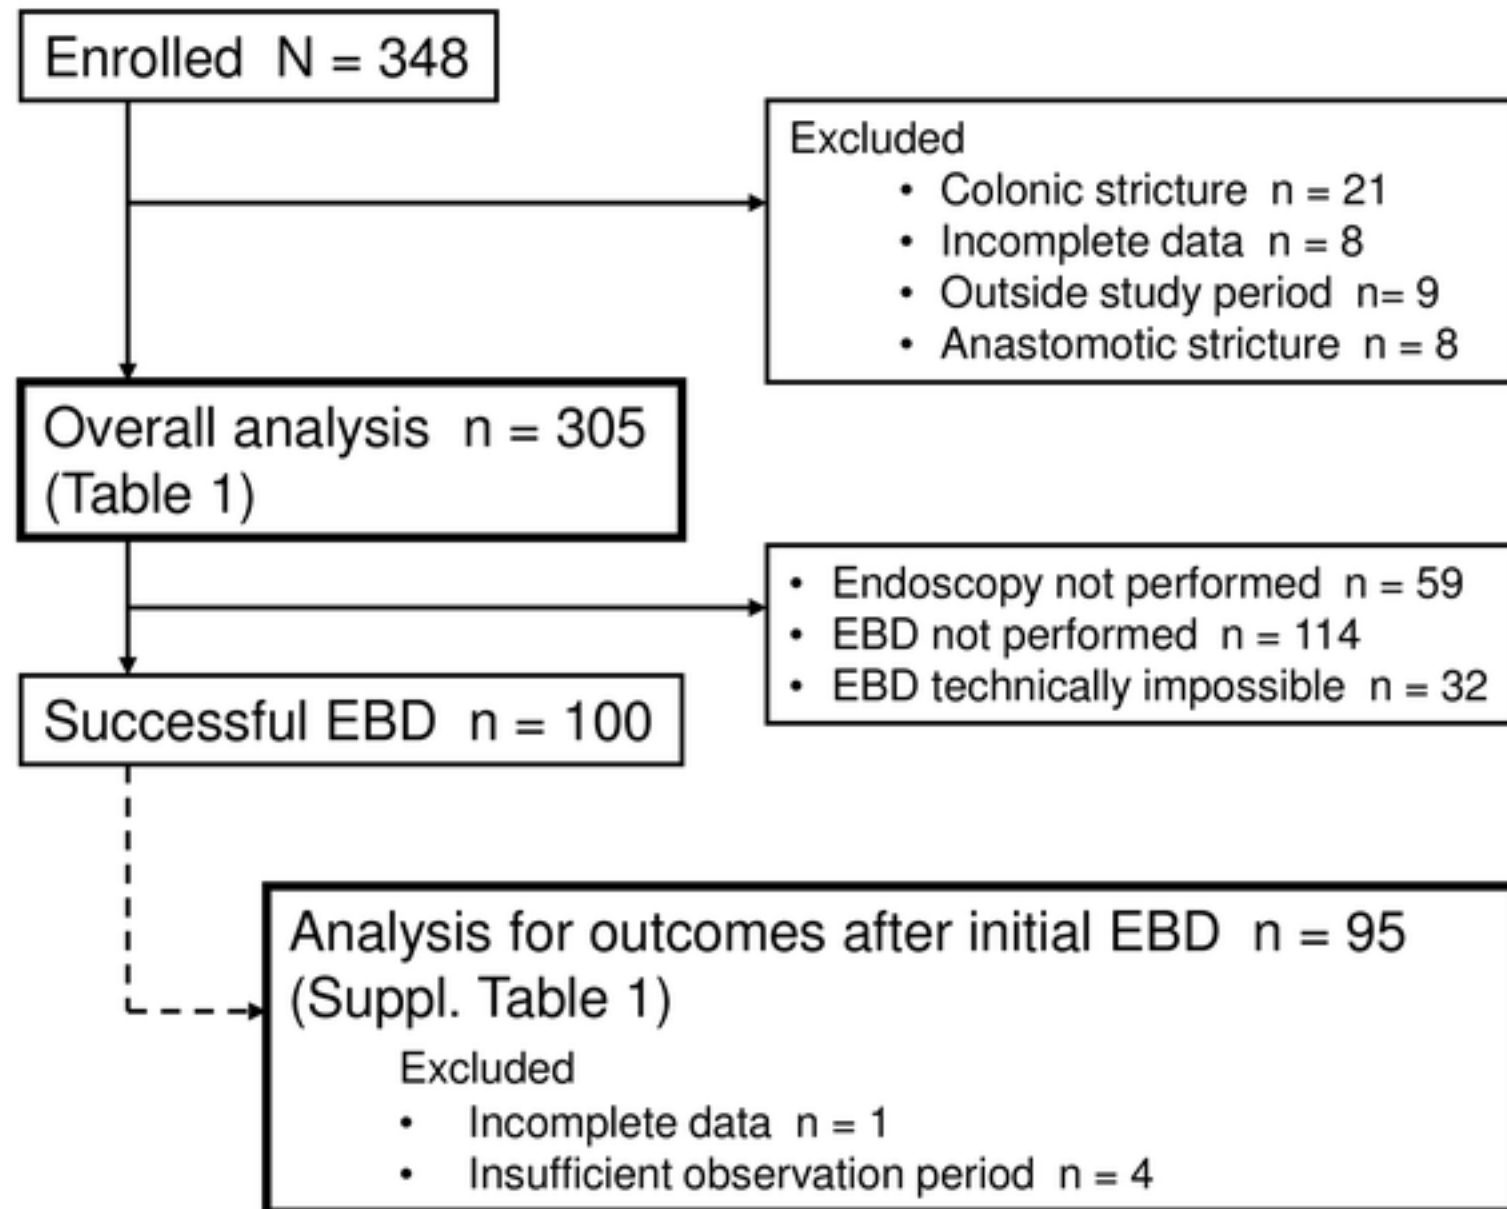 Enrolled N = 348
Excluded
• Colonic stricture n = 21
• Incomplete data n = 8
• Outside study period n= 9
• Anastomotic stricture n = 8
Overall analysis n = 305
(Table 1)
• Endoscopy not performed n = 59
• EBD not performed n = 114
• EBD technically impossible n = 32
Successful EBD n = 100
Analysis for outcomes after initial EBD n = 95
(Suppl. Table 1)
Excluded
• Incomplete data n = 1
• Insufficient observation period n = 4